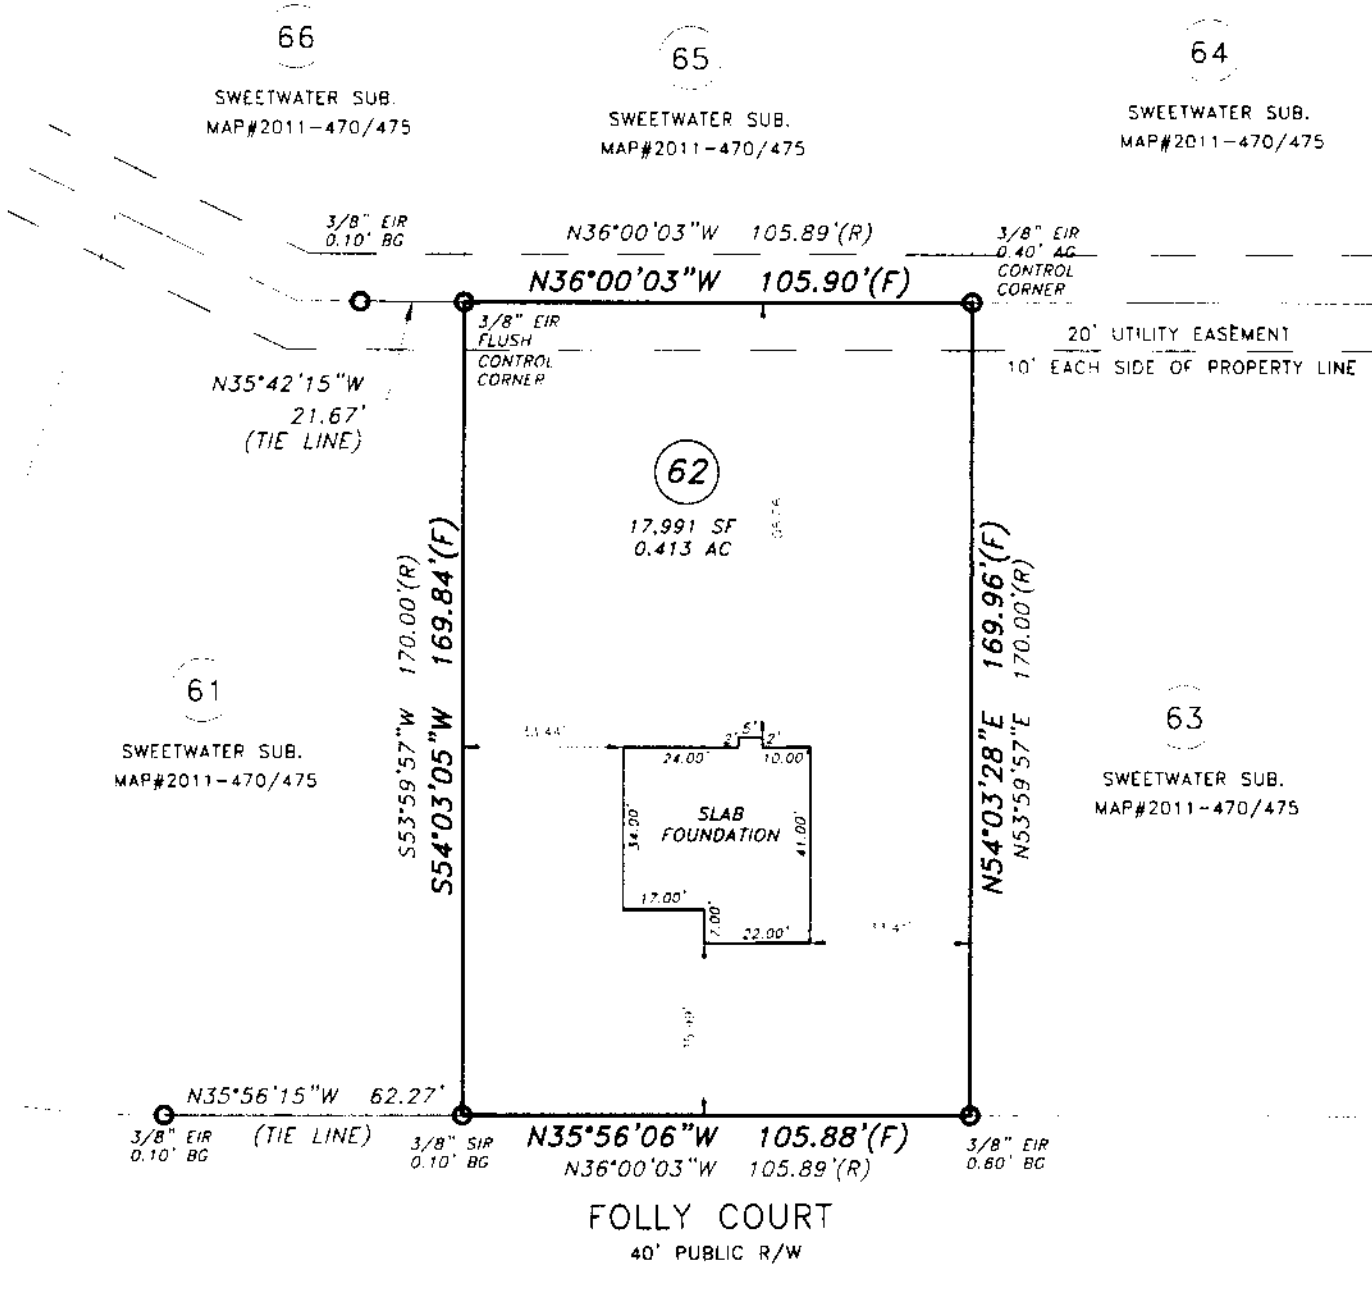 66
SWEETWATER SUB.
MAP#2011-470/475
65
SWEETWATER SUB.
MAP#2011-470/475
64
SWEETWATER SUB.
MAP#2011-470/475
3/8" EIR
0.10' BG
N36°00'03"W 105.89'(R)
N36°00'03"W 105.90'(F)
3/8" EIR
0.40' AG
CONTROL
CORNER
3/8" EIR
FLUSH
CONTROL
CORNER
20' UTILITY EASEMENT
10' EACH SIDE OF PROPERTY LINE
N35°42'15"W
21.67'
(TIE LINE)
62
17,991 SF
0.413 AC
S53°59'57"W 170.00'(R)
S54°03'05"W 169.84'(F)
N54°03'28"E 169.96'(F)
N53°59'57"E 170.00'(R)
61
SWEETWATER SUB.
MAP#2011-470/475
63
SWEETWATER SUB.
MAP#2011-470/475
33.44'
2'
6'
2'
24.00'
10.00'
34.00'
SLAB
FOUNDATION
41.00'
17.00'
7.00'
22.00'
N35°56'15"W 62.27'
(TIE LINE)
3/8" EIR
0.10' BG
3/8" SIR
0.10' BG
N35°56'06"W 105.88'(F)
N36°00'03"W 105.89'(R)
3/8" EIR
0.60' BG
FOLLY COURT
40' PUBLIC R/W